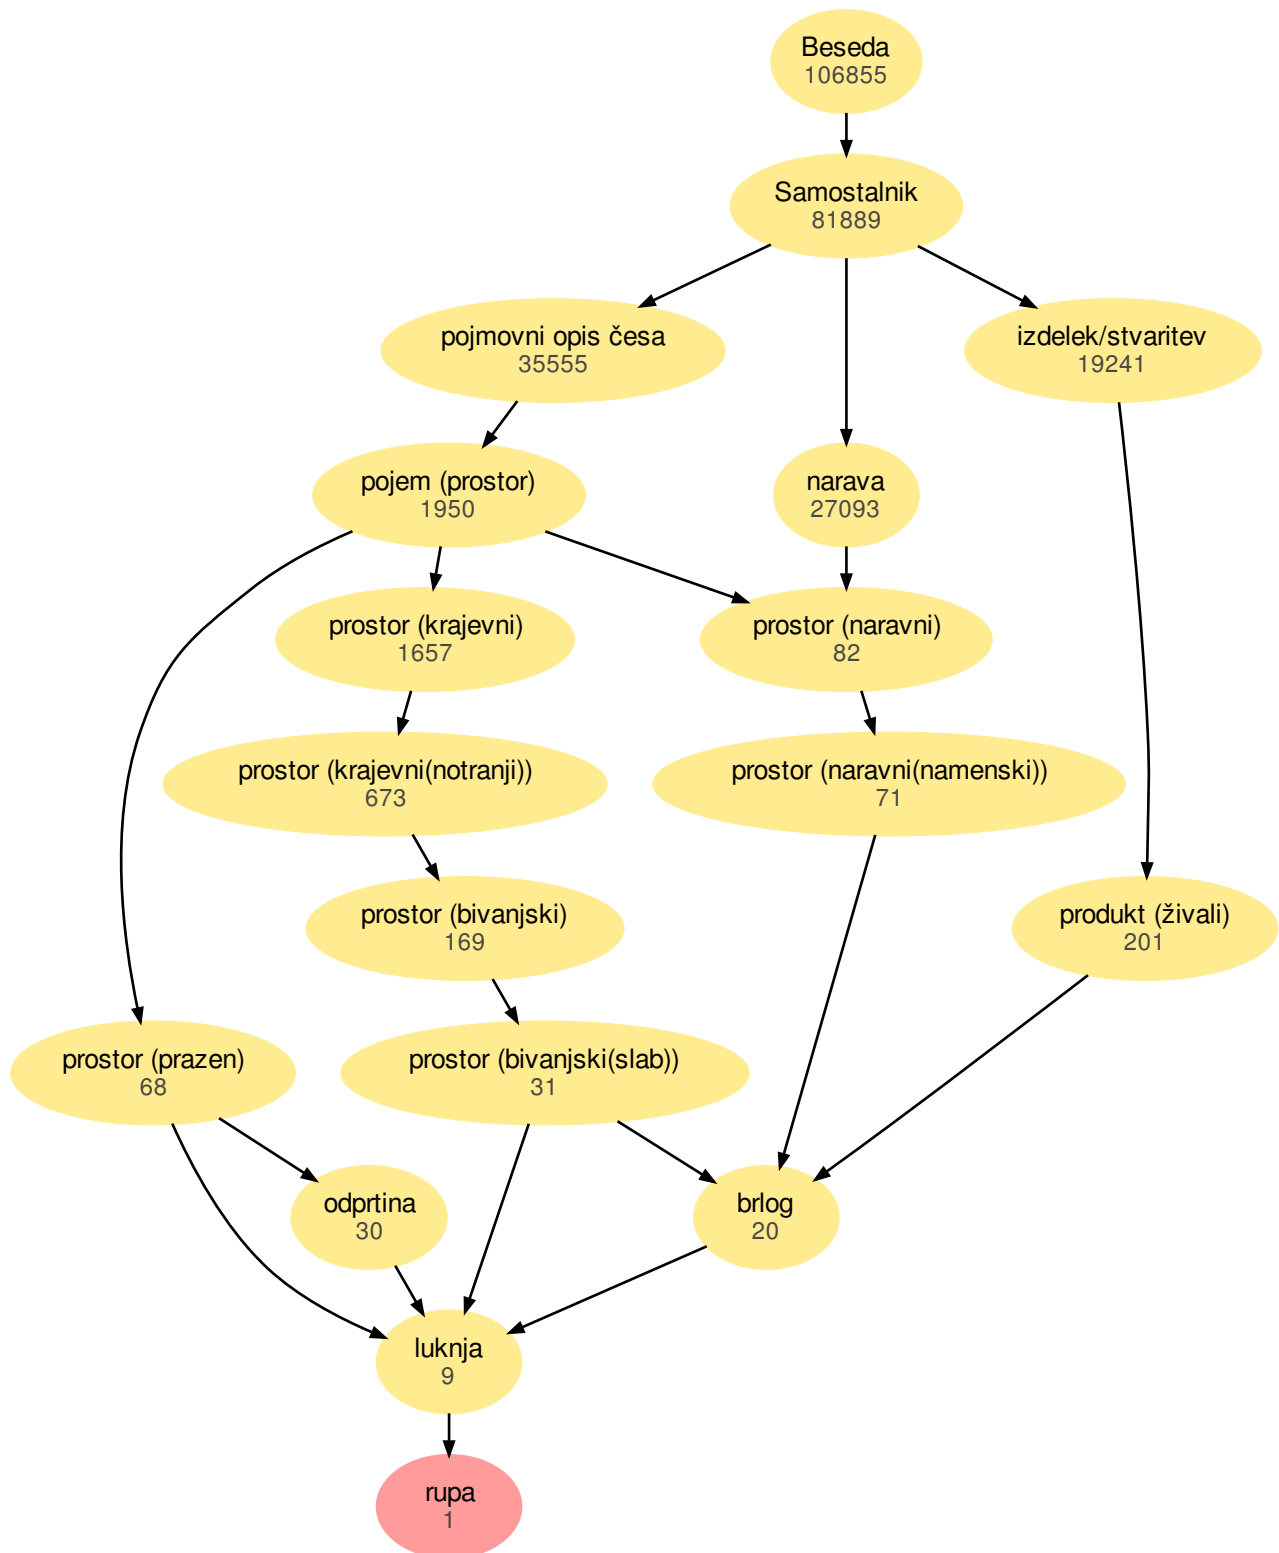 Beseda
106855
Samostalnik
81889
pojmovni opis česa
35555
izdelek/stvaritev
19241
pojem (prostor)
1950
narava
27093
prostor (krajevni)
1657
prostor (naravni)
82
prostor (krajevni(notranji))
673
prostor (naravni(namenski))
71
prostor (bivanjski)
169
produkt (živali)
201
prostor (prazen)
68
prostor (bivanjski(slab))
31
odprtina
30
brlog
20
luknja
9
rupa
1